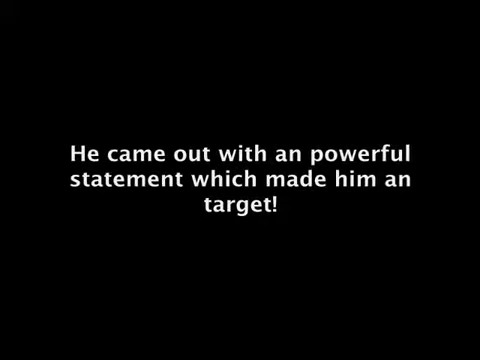 He came out with an powerful
statement which made him an
target!